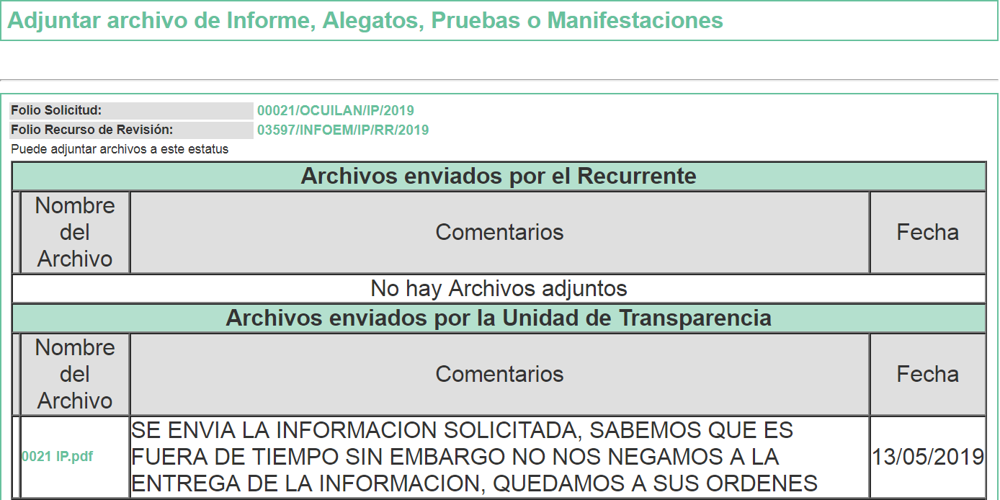 Adjuntar archivo de Informe, Alegatos, Pruebas o Manifestaciones
Folio Solicitud: 00021/OCUILAN/IP/2019
Folio Recurso de Revisión: 03597/INFOEM/IP/RR/2019
Puede adjuntar archivos a este estatus
Archivos enviados por el Recurrente
Nombre
del
Archivo
Comentarios
Fecha
No hay Archivos adjuntos
Archivos enviados por la Unidad de Transparencia
Nombre
del
Archivo
Comentarios
Fecha
0021 IP.pdf
SE ENVIA LA INFORMACION SOLICITADA, SABEMOS QUE ES
FUERA DE TIEMPO SIN EMBARGO NO NOS NEGAMOS A LA
ENTREGA DE LA INFORMACION, QUEDAMOS A SUS ORDENES
13/05/2019